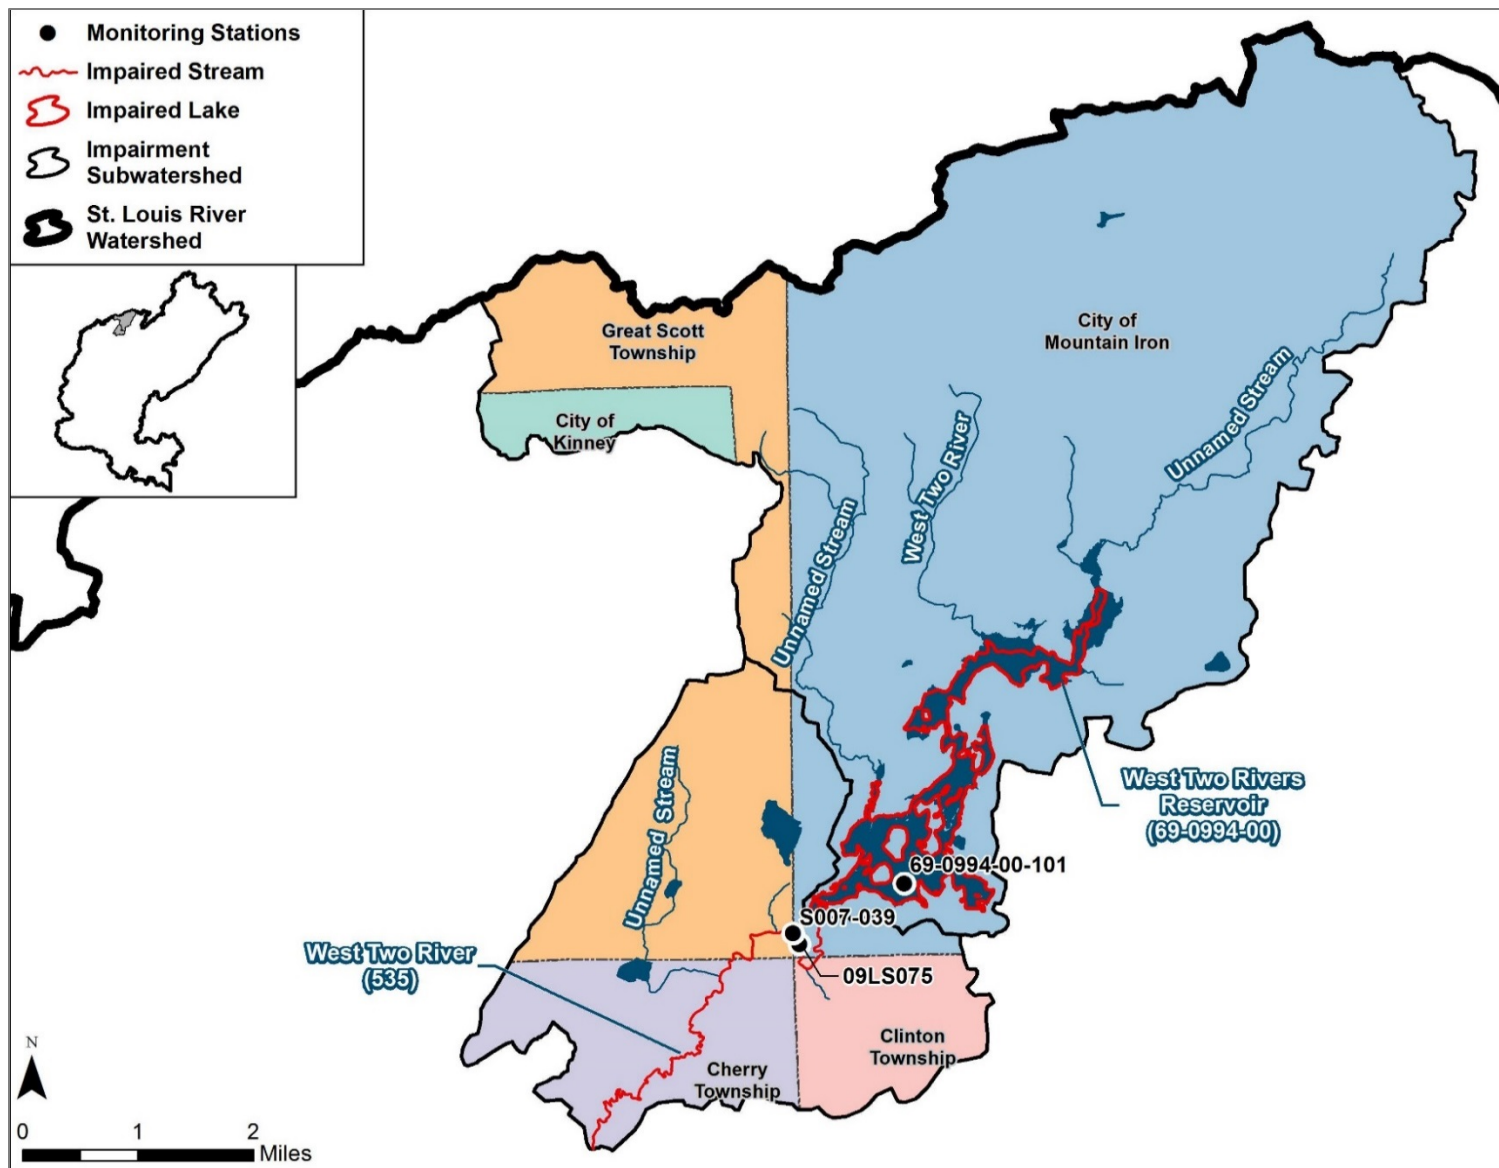 Monitoring Stations
Impaired Stream
Impaired Lake
Impairment
Subwatershed
St. Louis River
Watershed
Great Scott
Township
City of
Kinney
City of
Mountain Iron
Unnamed Stream
West Two River
Unnamed Stream
Unnamed Stream
West Two Rivers
Reservoir
(69-0994-00)
69-0994-00-101
S007-039
09LS075
West Two River
(535)
Clinton
Township
Cherry
Township
N
0 1 2
Miles